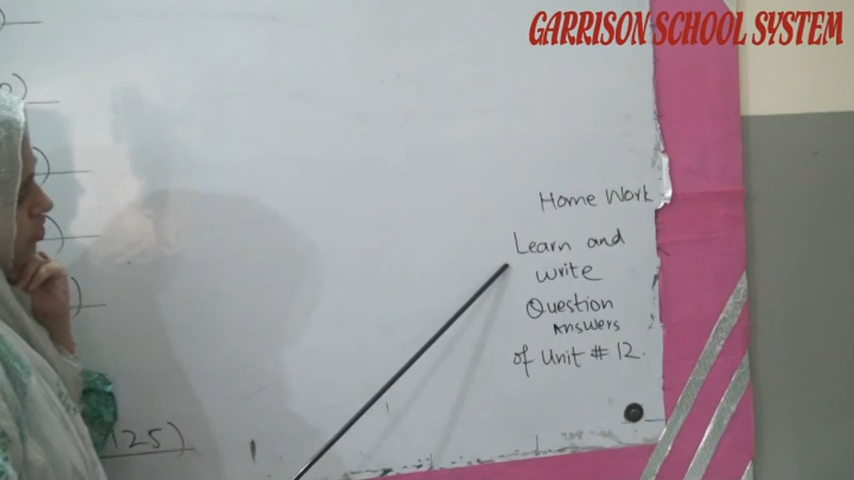 GARRISON SCHOOL SYSTEM
Home Work
Learn and
write
Question
Answers
of Unit # 12.
125)